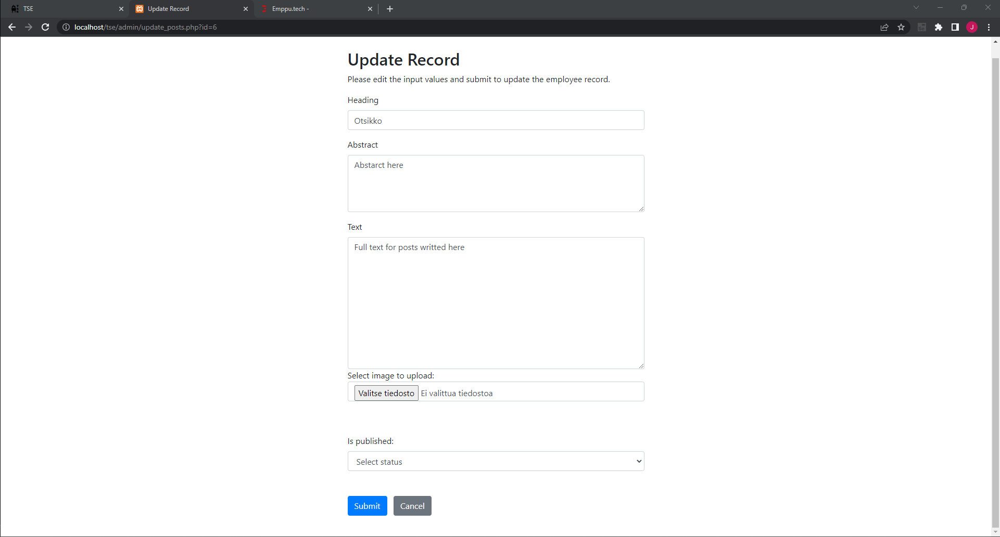 TSE
Update Record
Emppu.tech -
localhost/tse/admin/update_posts.php?id=6
J
Update Record
Please edit the input values and submit to update the employee record.
Heading
Otsikko
Abstract
Abstarct here
Text
Full text for posts writted here
Select image to upload:
Valitse tiedosto Ei valittua tiedostoa
Is published:
Select status
Submit Cancel